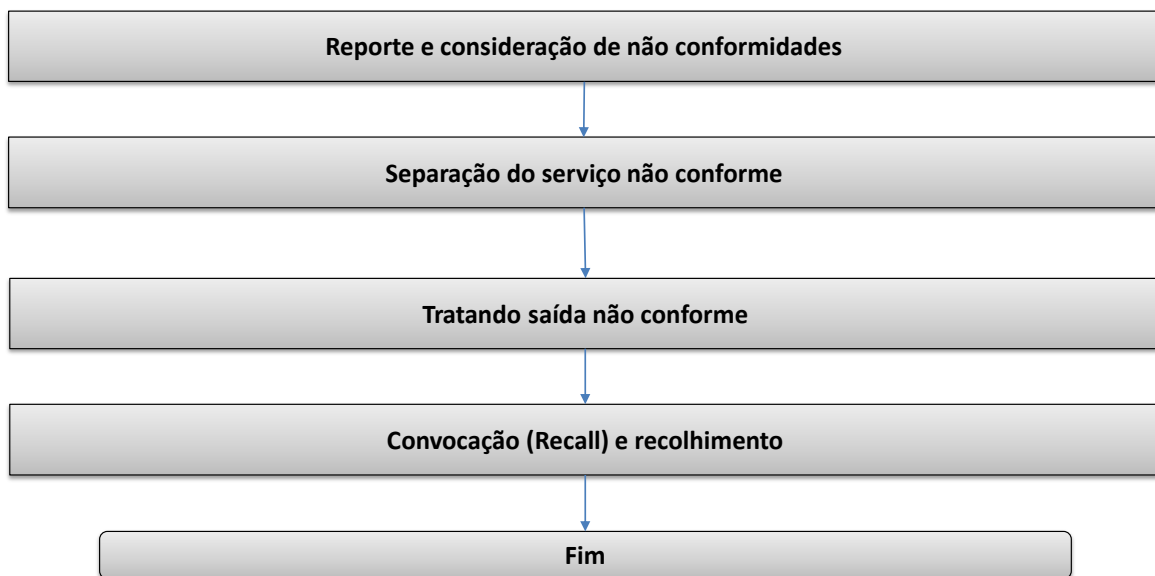 Reporte e consideração de não conformidades
Separação do serviço não conforme
Tratando saída não conforme
Convocação (Recall) e recolhimento
Fim